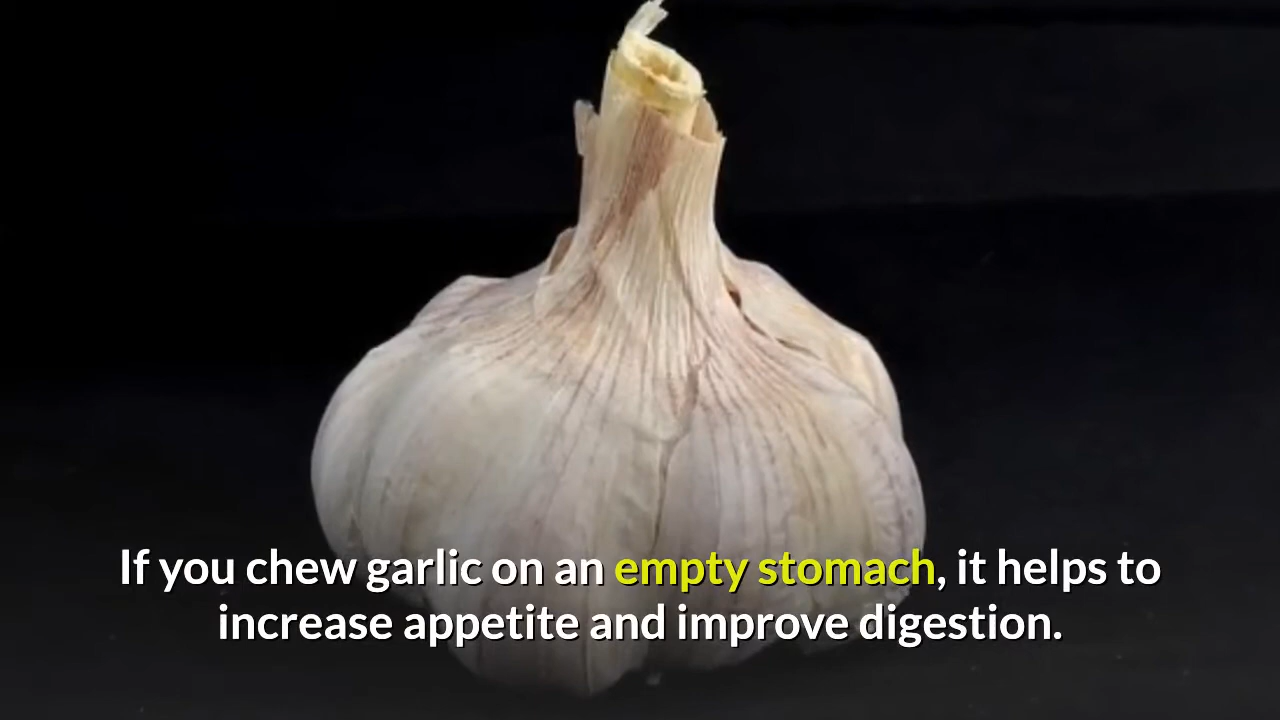 If you chew garlic on an empty stomach, it helps to
increase appetite and improve digestion.